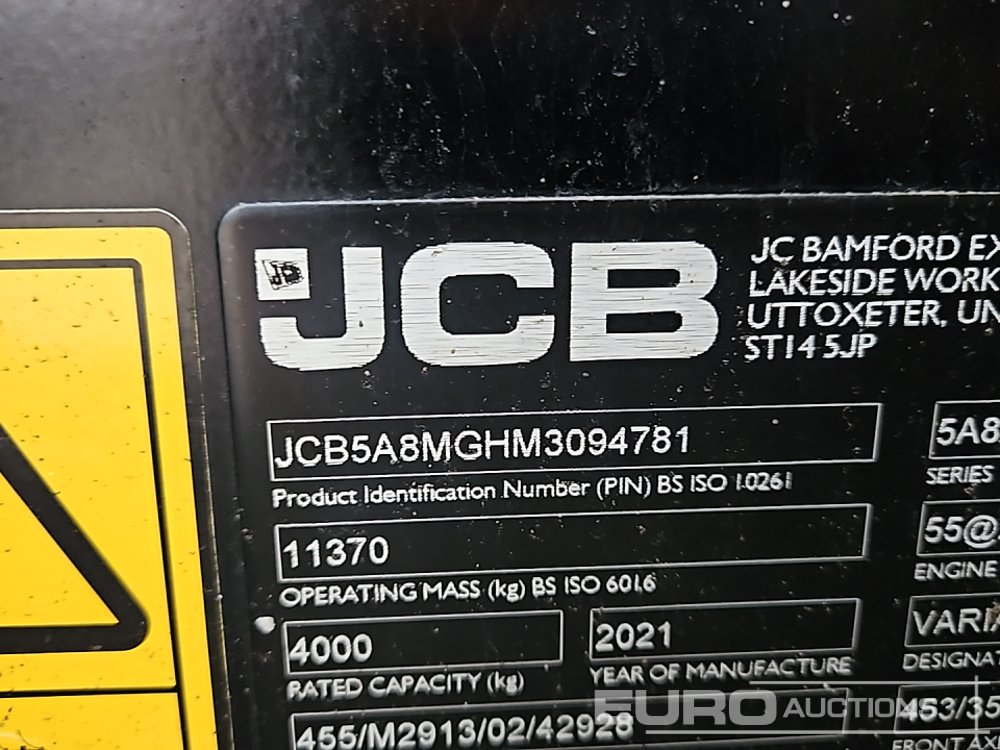 JCB
JCB
JC BAMFORD EX
LAKESIDE WORK
UTTOXETER, UN
ST14 5JP
JCB5A8MGHM3094781
Product Identification Number (PIN) BS ISO 10261
5A8
SERIES
11370
OPERATING MASS (kg) BS ISO 6016
55@
ENGINE
4000
RATED CAPACITY (kg)
2021
YEAR OF MANUFACTURE
VARIA
DESIGNAT
455/M2913/02/42928
453/35
FRONT AX
EURO AUCTIONS